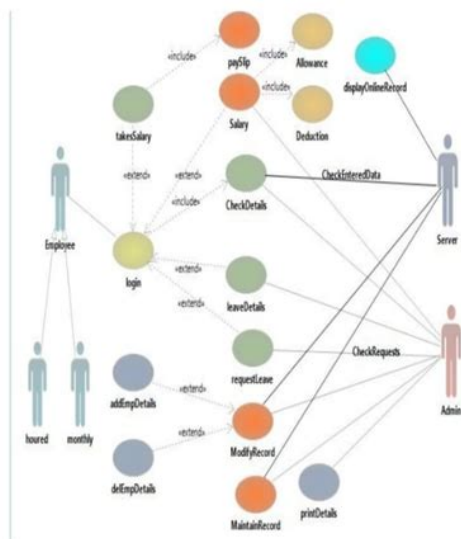 paySlip
Allowance
«include»
«include»
displayOnlineRecord
«include»
takesSalary
Salary
Deduction
«extend»
«extend»
«include»
CheckDetails
CheckEnteredData
Server
Employee
login
«extend»
leaveDetails
«extend»
requestLeave
CheckRequests
Admin
houred
monthly
addEmpDetails
«extend»
«extend»
ModifyRecord
delEmpDetails
MaintainRecord
printDetails